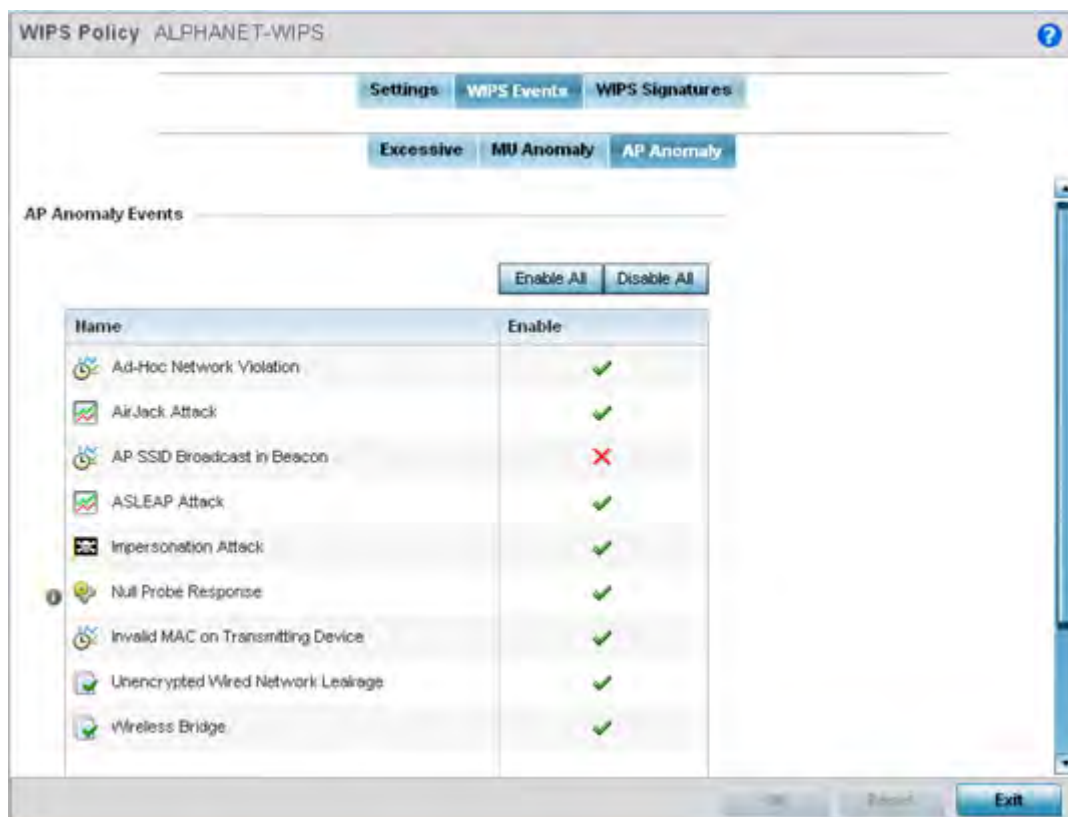 WIPS Policy ALPHANET-WIPS
Settings WIPS Events WIPS Signatures
Excessive MU Anomaly AP Anomaly
AP Anomaly Events
Enable All Disable All
Name Enable
Ad-Hoc Network Violation
AirJack Attack
AP SSID Broadcast in Beacon
ASLEAP Attack
Impersonation Attack
Null Probe Response
Invalid MAC on Transmitting Device
Unencrypted Wired Network Leakage
Wireless Bridge
Exit